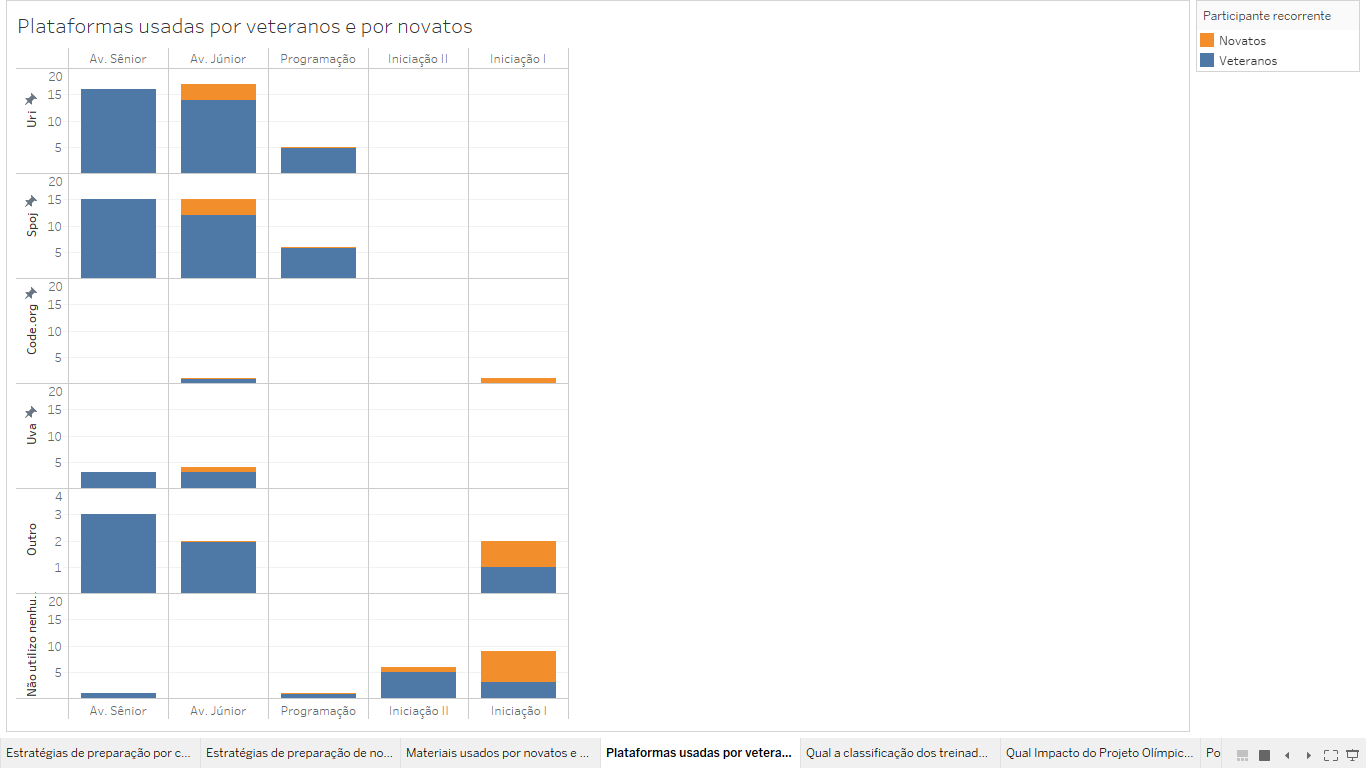 Plataformas usadas por veteranos e por novatos
Participante recorrente
Novatos
Veteranos
Av. Sênior Av. Júnior Programação Iniciação II Iniciação I
Uri
20
15
10
5
Spoj
20
15
10
5
Code.org
20
15
10
5
Uva
20
15
10
5
Outro
4
3
2
1
Não utilizo nenhu..
20
15
10
5
Av. Sênior Av. Júnior Programação Iniciação II Iniciação I
Estratégias de preparação por c... Estratégias de preparação de no... Materiais usados por novatos e ... Plataformas usadas por vetera... Qual a classificação dos treinad... Qual Impacto do Projeto Olímpic... Po